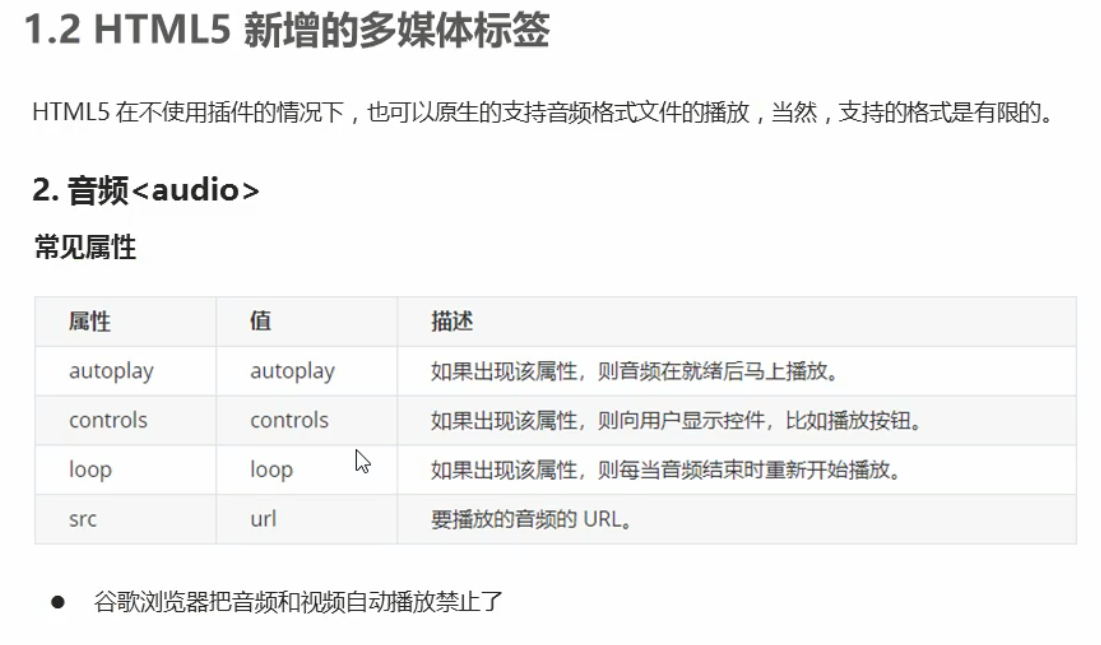 1.2 HTML5 新增的多媒体标签
HTML5 在不使用插件的情况下，也可以原生的支持音频格式文件的播放，当然，支持的格式是有限的。
2. 音频<audio>
常见属性
属性 值 描述
autoplay autoplay 如果出现该属性，则音频在就绪后马上播放。
controls controls 如果出现该属性，则向用户显示控件，比如播放按钮。
loop loop 如果出现该属性，则每当音频结束时重新开始播放。
src url 要播放的音频的 URL。
● 谷歌浏览器把音频和视频自动播放禁止了